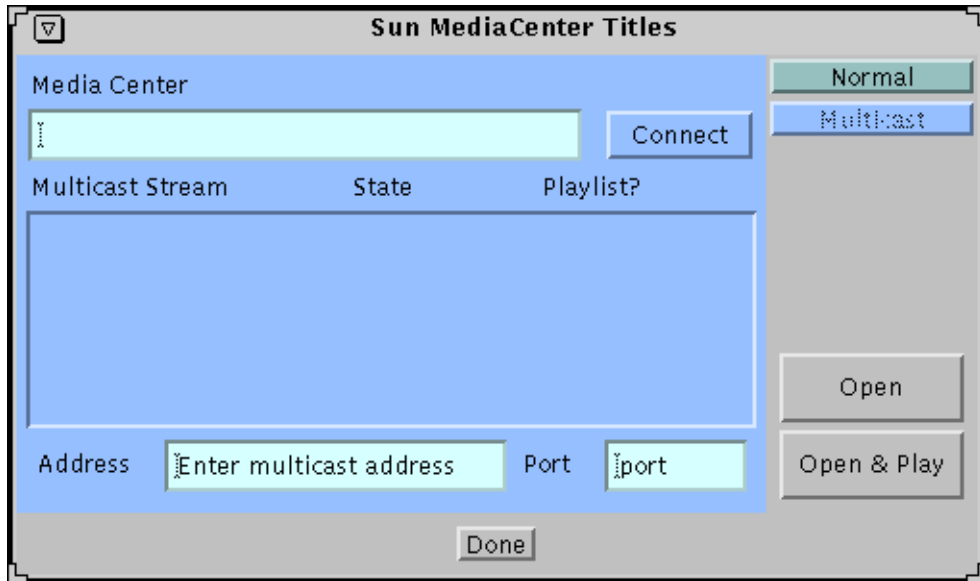 Sun MediaCenter Titles
Media Center
Normal
Multicast
Connect
Multicast Stream State Playlist?
Open
Address Enter multicast address Port port
Open & Play
Done